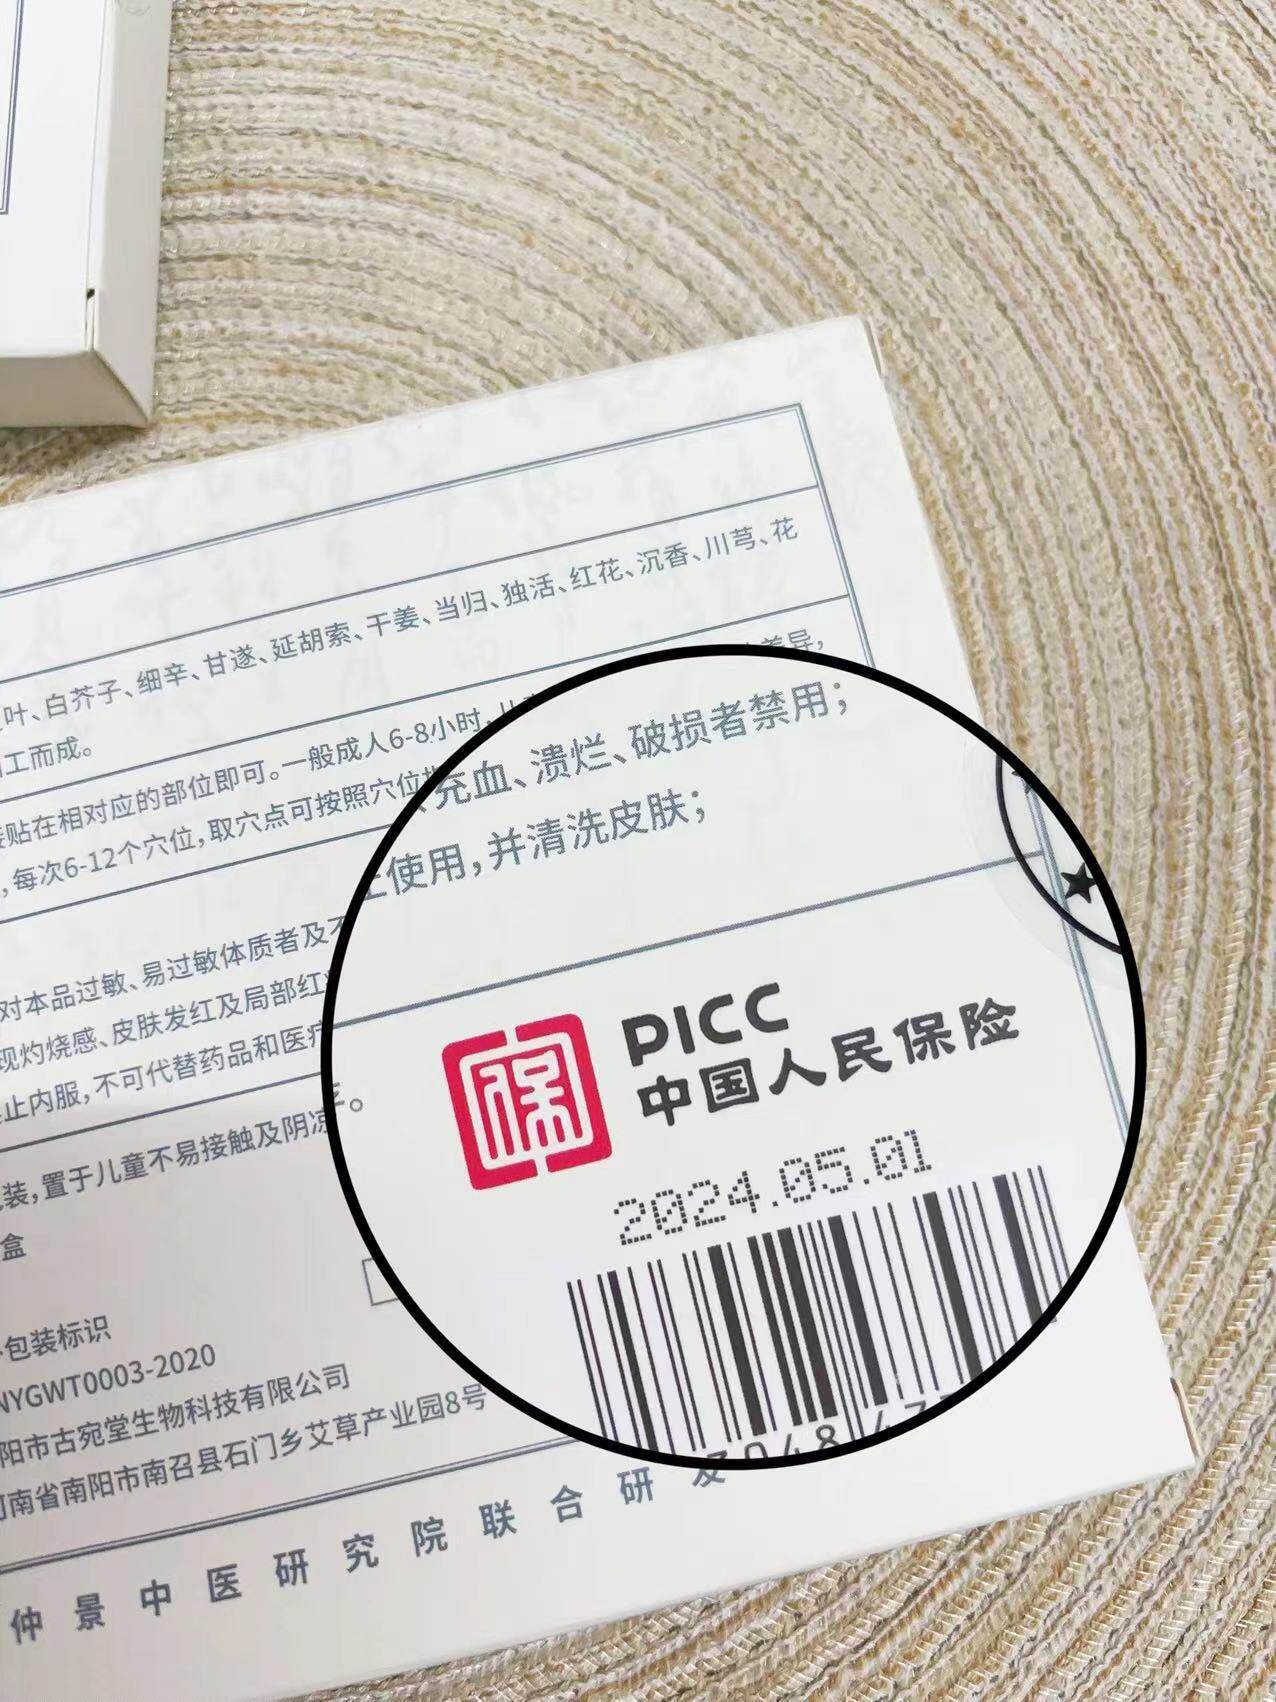 叶、白芥子、细辛、甘遂、延胡索、干姜、当归、独活、红花、沉香、川芎、花
工而成。
贴在相对应的部位即可。一般成人6-8小时,
差异,
,每次6-12个穴位,取穴点可按照穴位
充血、溃烂、破损者禁用;
使用,并清洗皮肤;
对本品过敏、易过敏体质者及
现灼烧感、皮肤发红及局部红
止内服,不可代替药品和医疗
装,置于儿童不易接触及阴凉
。
盒
包装标识
NYGWT0003-2020
阳市古宛堂生物科技有限公司
河南省南阳市南召县石门乡艾草产业园8号
仲景中医研究院联合研发
保
PICC
中国人民保险
2024.05.01